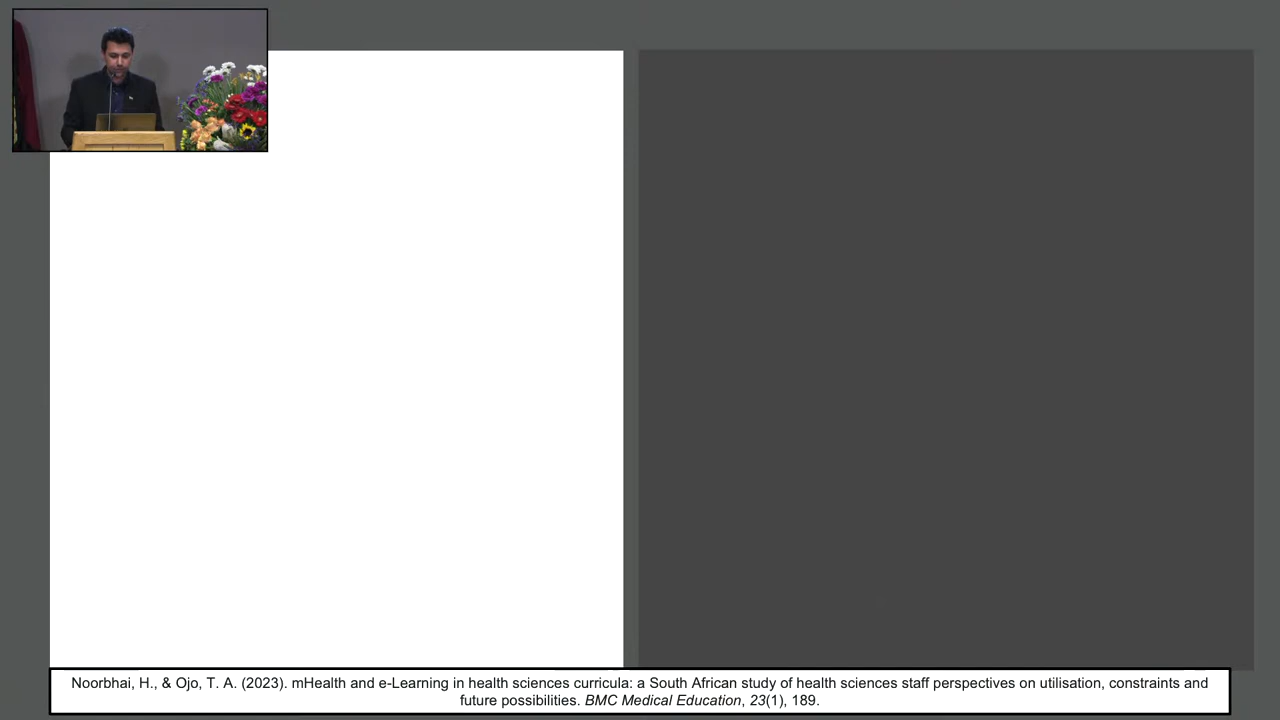 Noorbhai, H., & Ojo, T. A. (2023). mHealth and e-Learning in health sciences curricula: a South African study of health sciences staff perspectives on utilisation, constraints and
future possibilities. BMC Medical Education, 23(1), 189.